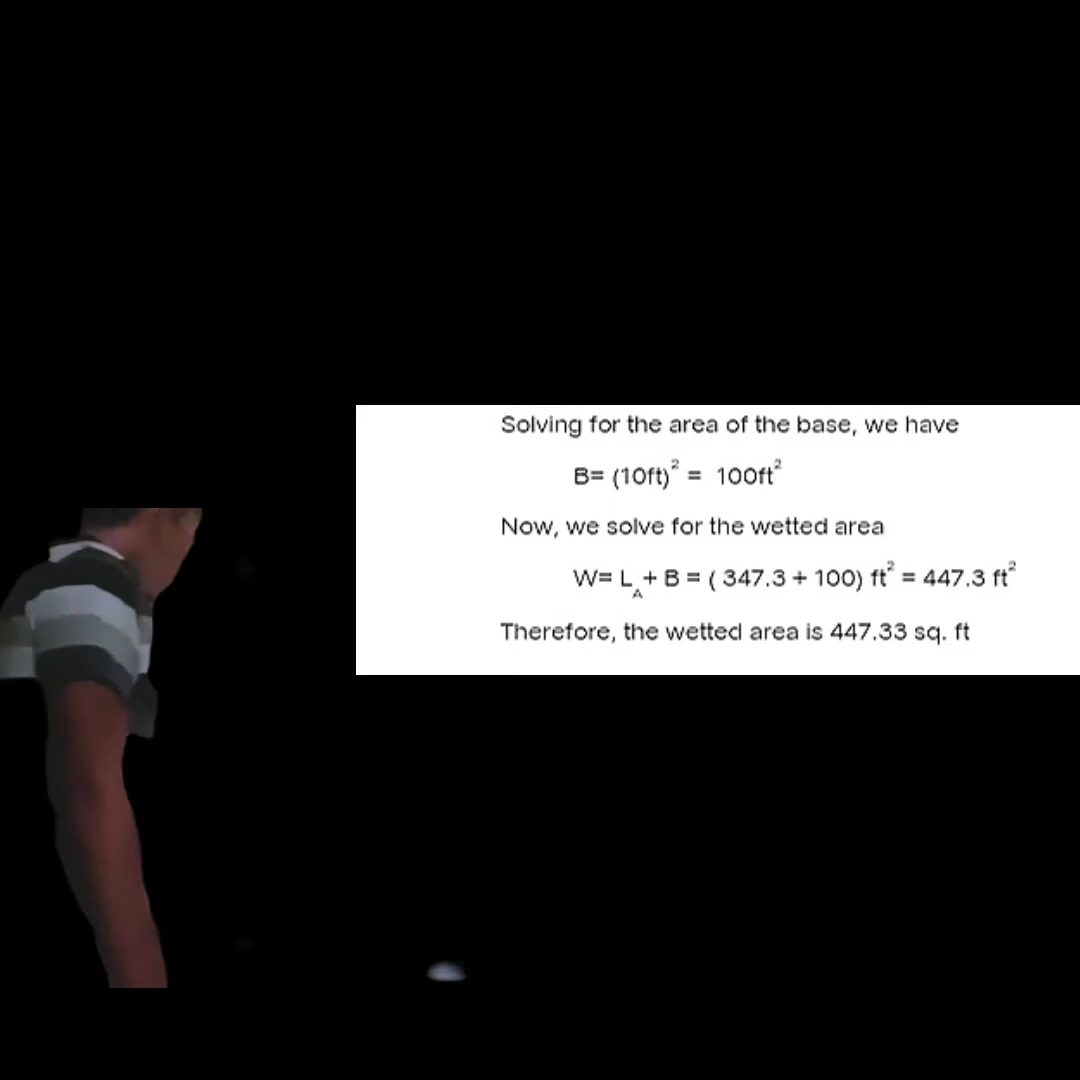 Solving for the area of the base, we have
B= (10ft)² = 100ft²
Now, we solve for the wetted area
W= L_A + B = ( 347.3 + 100) ft² = 447.3 ft²
Therefore, the wetted area is 447.33 sq. ft